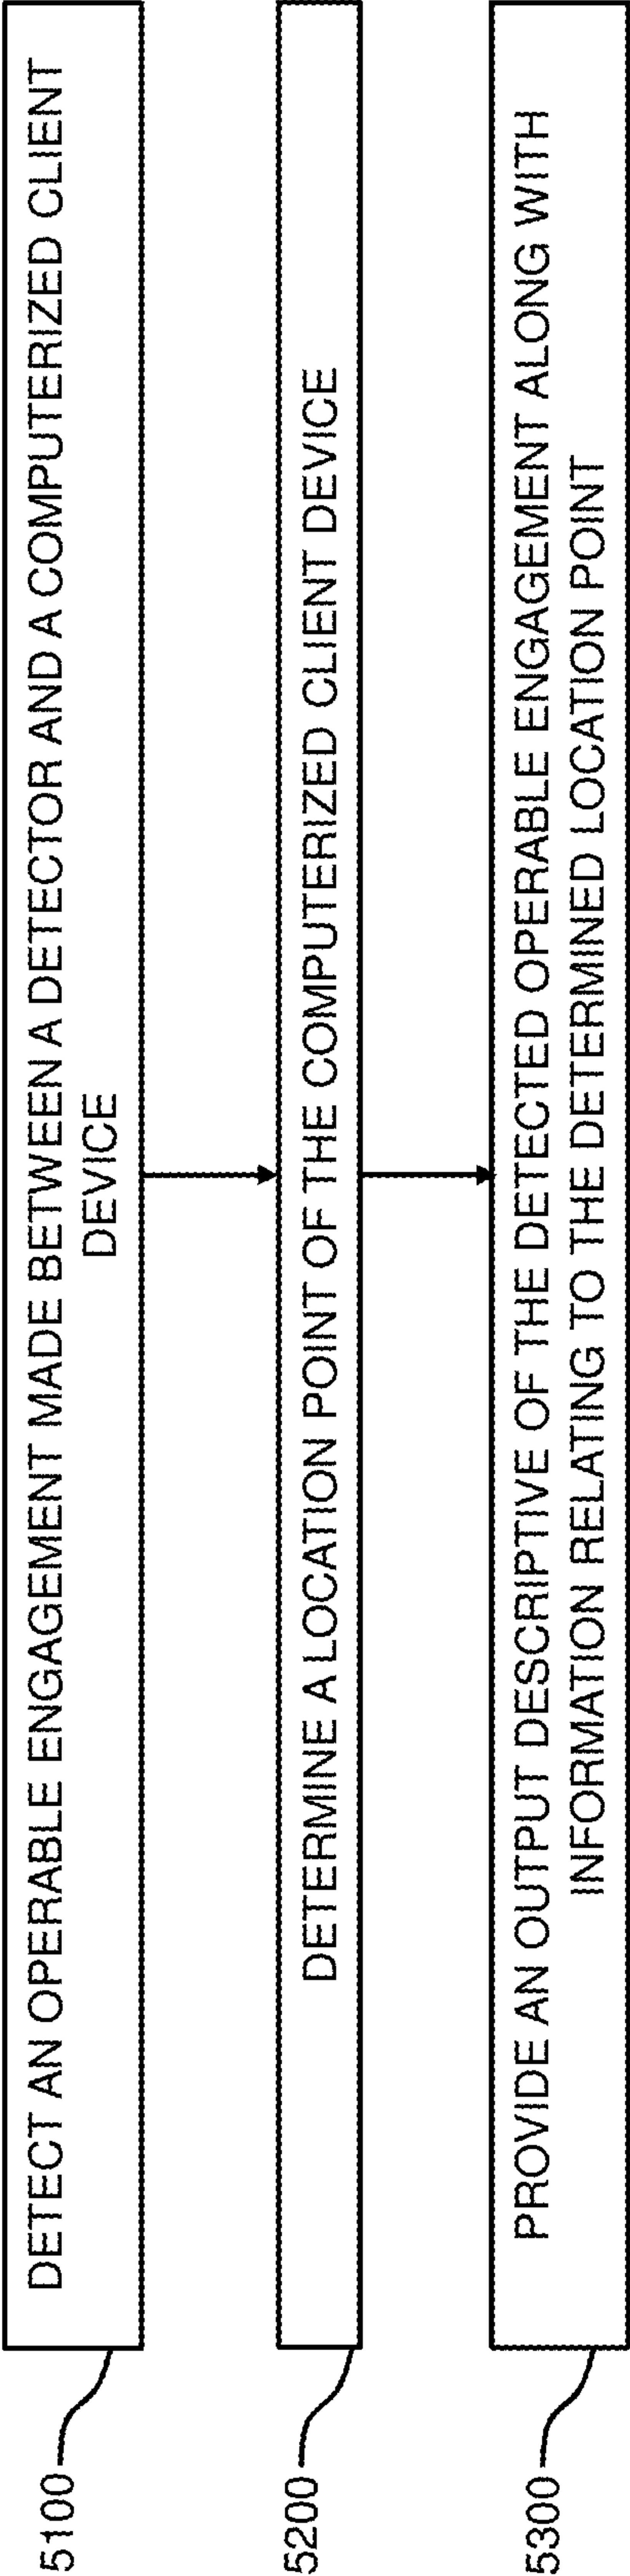 5100
DETECT AN OPERABLE ENGAGEMENT MADE BETWEEN A DETECTOR AND A COMPUTERIZED CLIENT
DEVICE
5200
DETERMINE A LOCATION POINT OF THE COMPUTERIZED CLIENT DEVICE
5300
PROVIDE AN OUTPUT DESCRIPTIVE OF THE DETECTED OPERABLE ENGAGEMENT ALONG WITH
INFORMATION RELATING TO THE DETERMINED LOCATION POINT